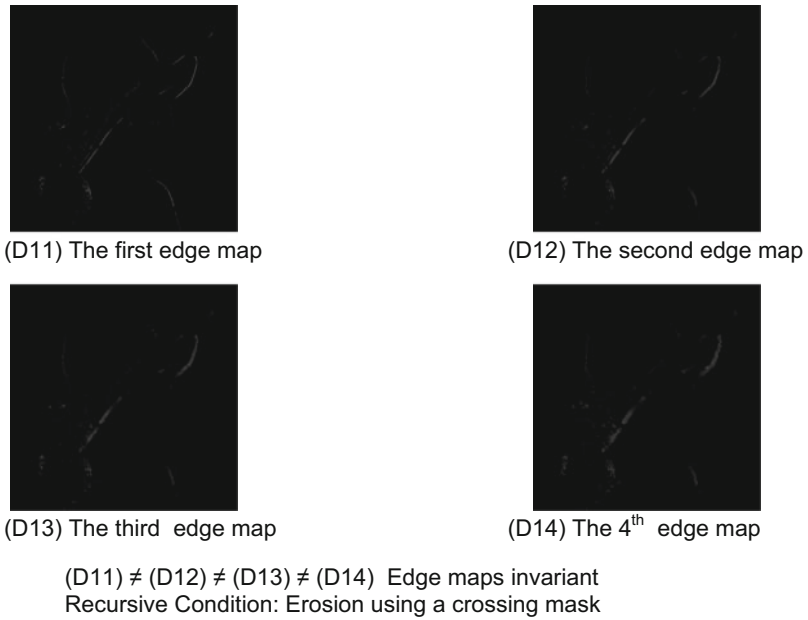 (D11) The first edge map
(D12) The second edge map
(D13) The third edge map
(D14) The 4th edge map
(D11) ≠ (D12) ≠ (D13) ≠ (D14) Edge maps invariant
Recursive Condition: Erosion using a crossing mask